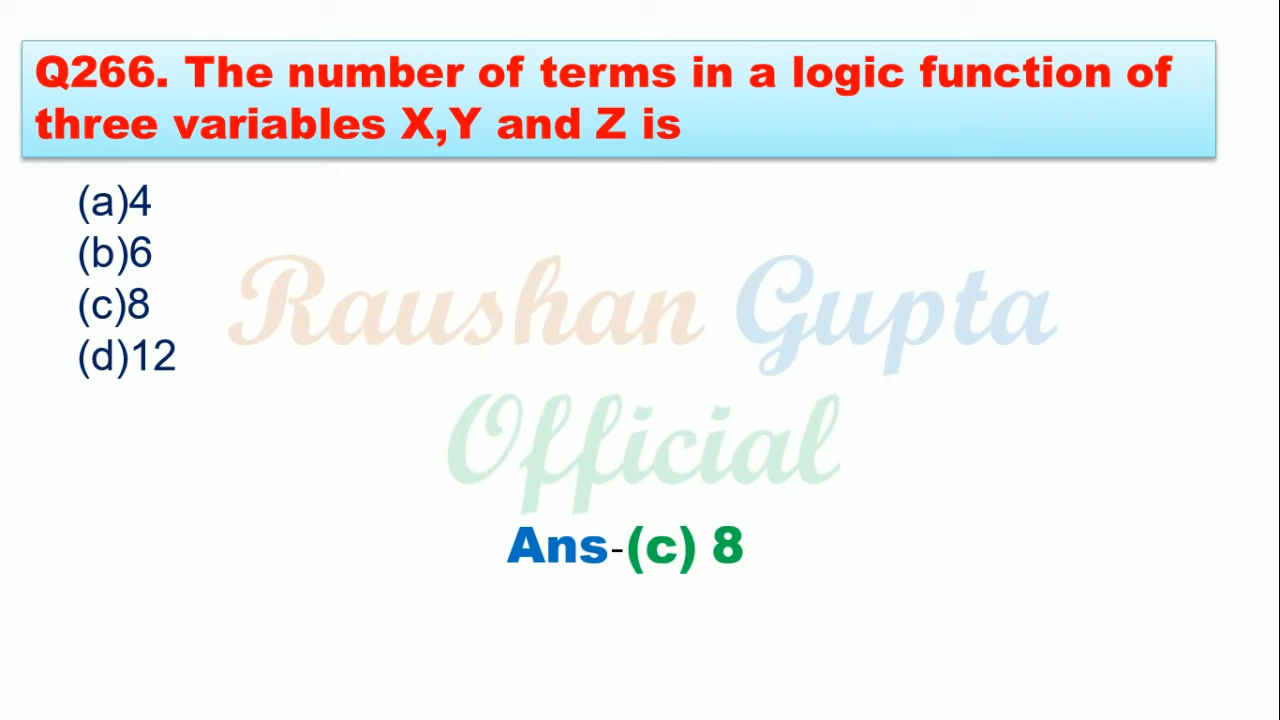 Q266. The number of terms in a logic function of
three variables X,Y and Z is
(a)4
(b)6
(c)8
(d)12
Raushan Gupta
Official
Ans-(c) 8